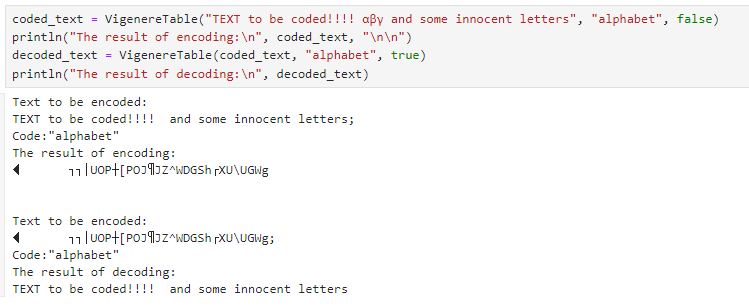 coded_text = VigenereTable("TEXT to be coded!!!! αβγ and some innocent letters", "alphabet", false)
println("The result of encoding:\n", coded_text, "\n\n")
decoded_text = VigenereTable(coded_text, "alphabet", true)
println("The result of decoding:\n", decoded_text)
Text to be encoded:
TEXT to be coded!!!!  and some innocent letters;
Code:"alphabet"
The result of encoding:
◄       ┐┐│UOP┼[POJ¶JZ^WDGSh┌XU\UGWg
Text to be encoded:
◄       ┐┐│UOP┼[POJ¶JZ^WDGSh┌XU\UGWg;
Code:"alphabet"
The result of decoding:
TEXT to be coded!!!!  and some innocent letters